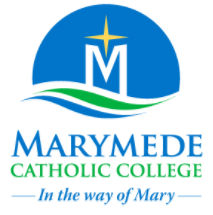 M
MARYMEDE
CATHOLIC COLLEGE
In the way of Mary